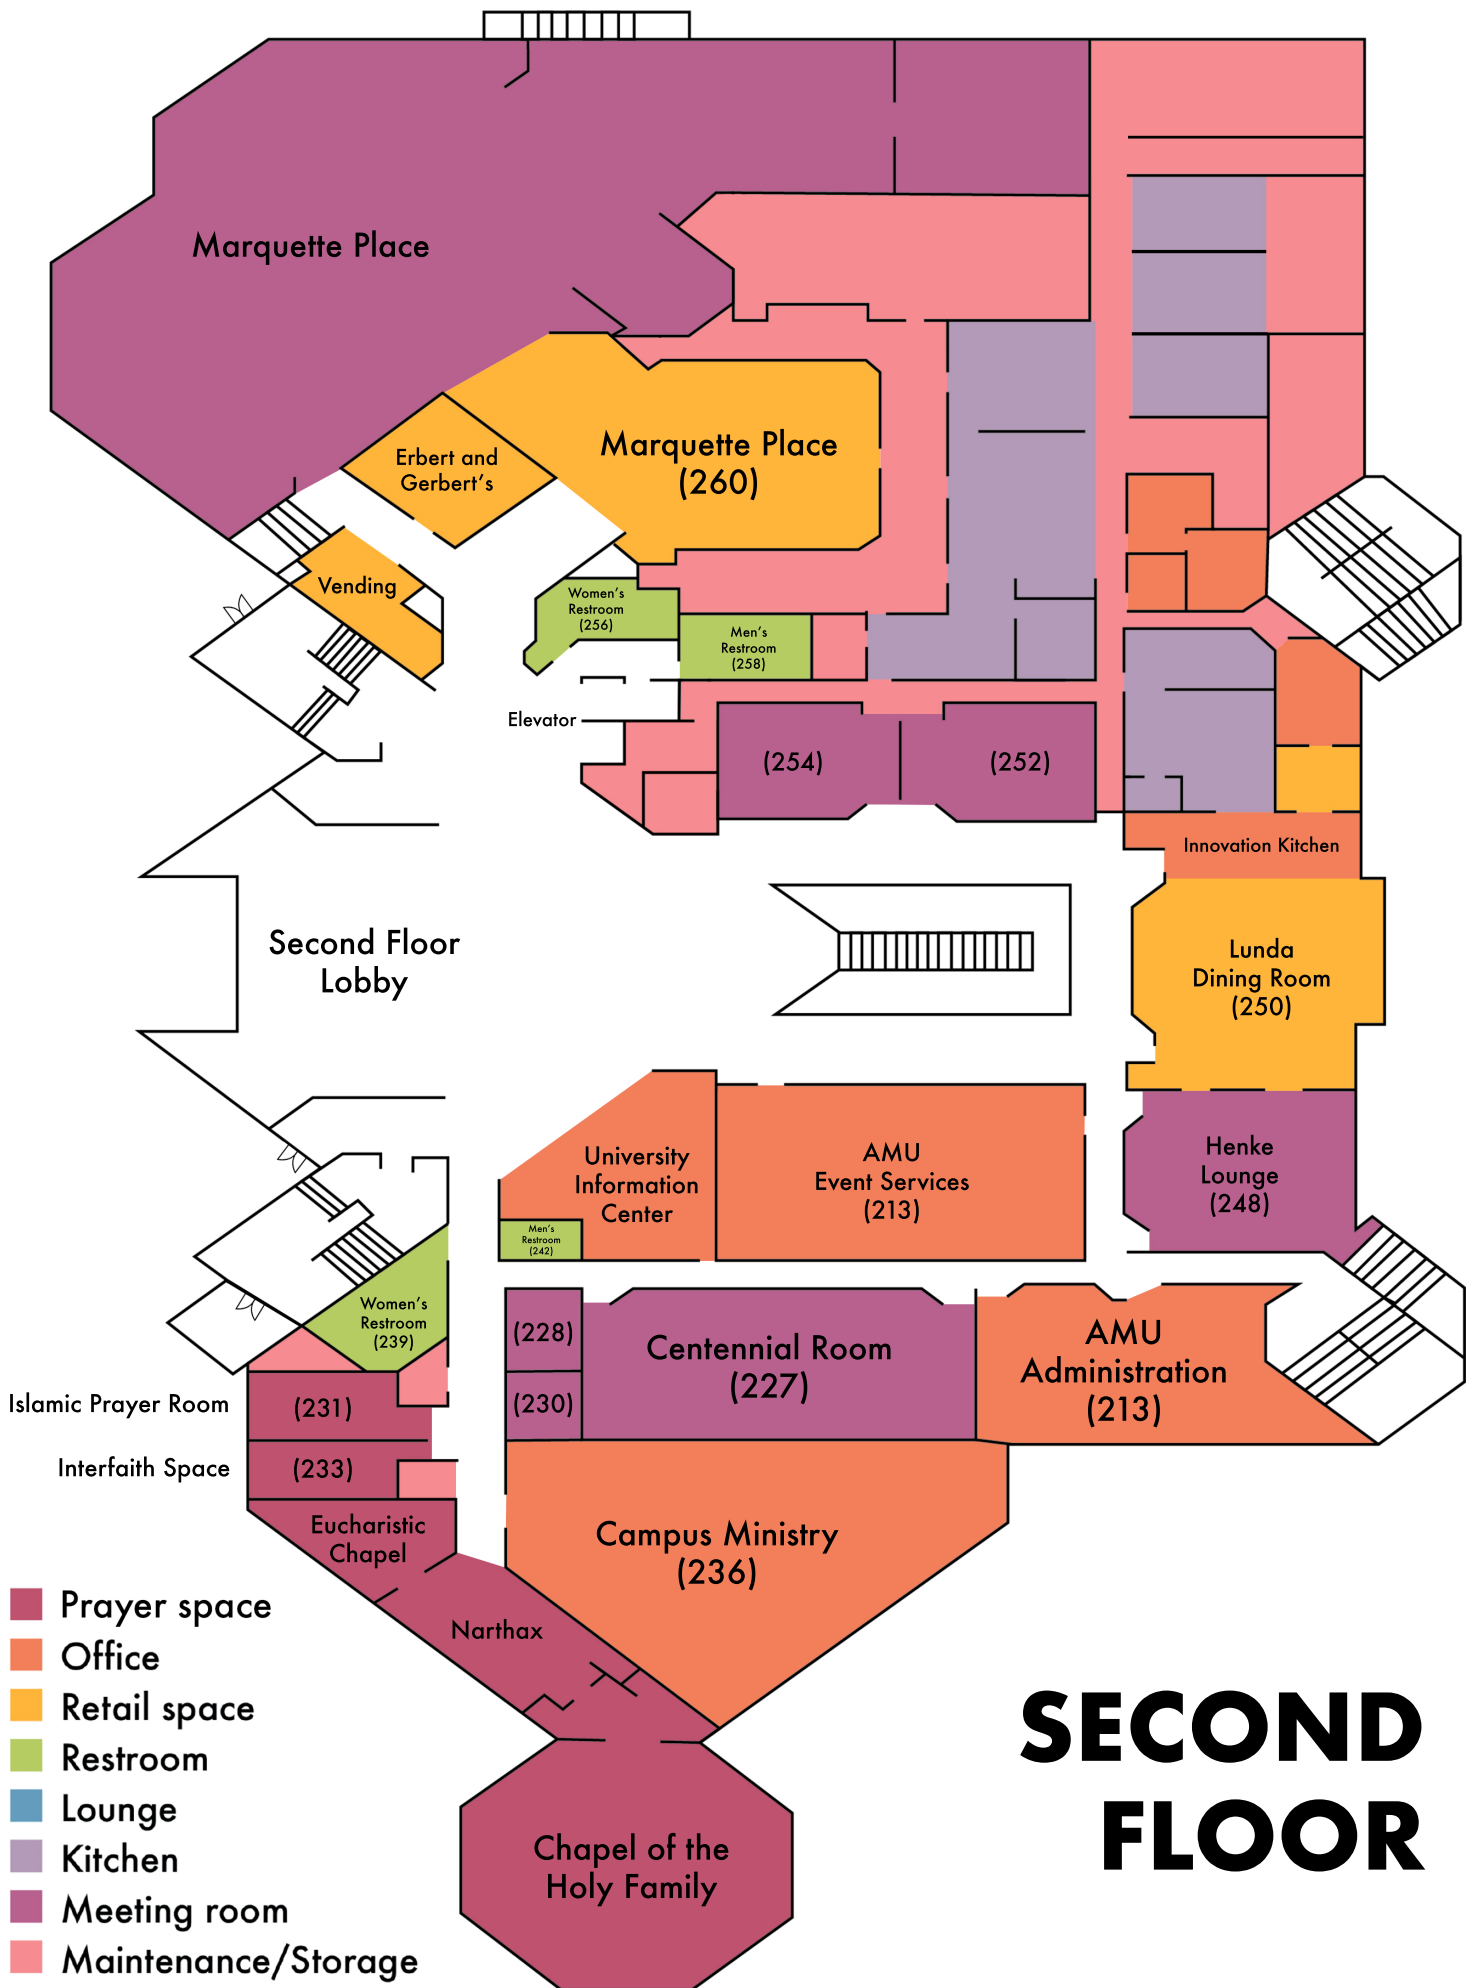 Marquette Place
Marquette Place
(260)
Erbert and
Gerbert's
Vending
Women's
Restroom
(256)
Men's
Restroom
(258)
Elevator
(254)
(252)
Innovation Kitchen
Second Floor
Lobby
Lunda
Dining Room
(250)
University
Information
Center
AMU
Event Services
(213)
Henke
Lounge
(248)
Men's
Restroom
(242)
Women's
Restroom
(239)
(228)
(230)
Centennial Room
(227)
AMU
Administration
(213)
Islamic Prayer Room
(231)
Interfaith Space
(233)
Eucharistic
Chapel
Campus Ministry
(236)
Narthax
Chapel of the
Holy Family
Prayer space
Office
Retail space
Restroom
Lounge
Kitchen
Meeting room
Maintenance/Storage
SECOND
FLOOR